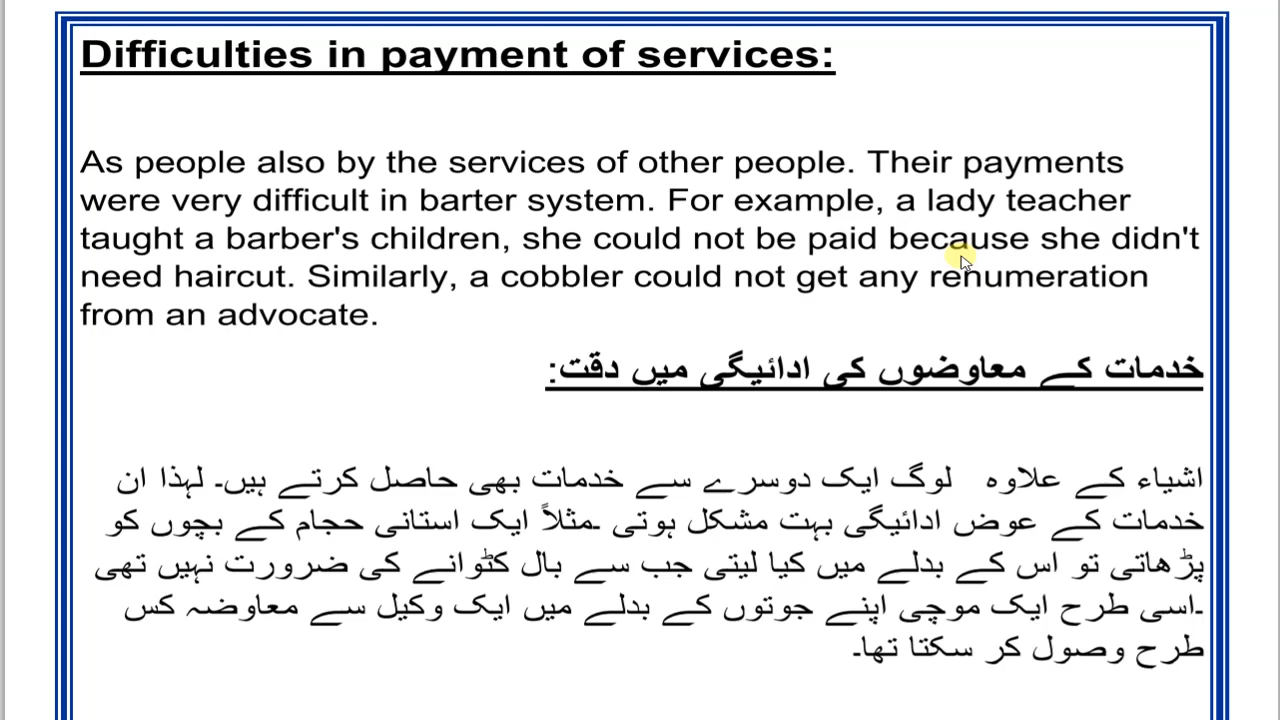 Difficulties in payment of services:
As people also by the services of other people. Their payments
were very difficult in barter system. For example, a lady teacher
taught a barber's children, she could not be paid because she didn't
need haircut. Similarly, a cobbler could not get any renumeration
from an advocate.
خدمات کے معاوضوں کی ادائیگی میں دقت:
اشیاء کے علاوہ لوگ ایک دوسرے سے خدمات بھی حاصل کرتے ہیں۔ لہذا ان
خدمات کے عوض ادائیگی بہت مشکل ہوتی ۔مثلاً ایک استانی حجام کے بچوں کو
پڑھاتی تو اس کے بدلے میں کیا لیتی جب سے بال کٹوانے کی ضرورت نہیں تھی
۔اسی طرح ایک موچی اپنے جوتوں کے بدلے میں ایک وکیل سے معاوضہ کس
طرح وصول کر سکتا تھا۔